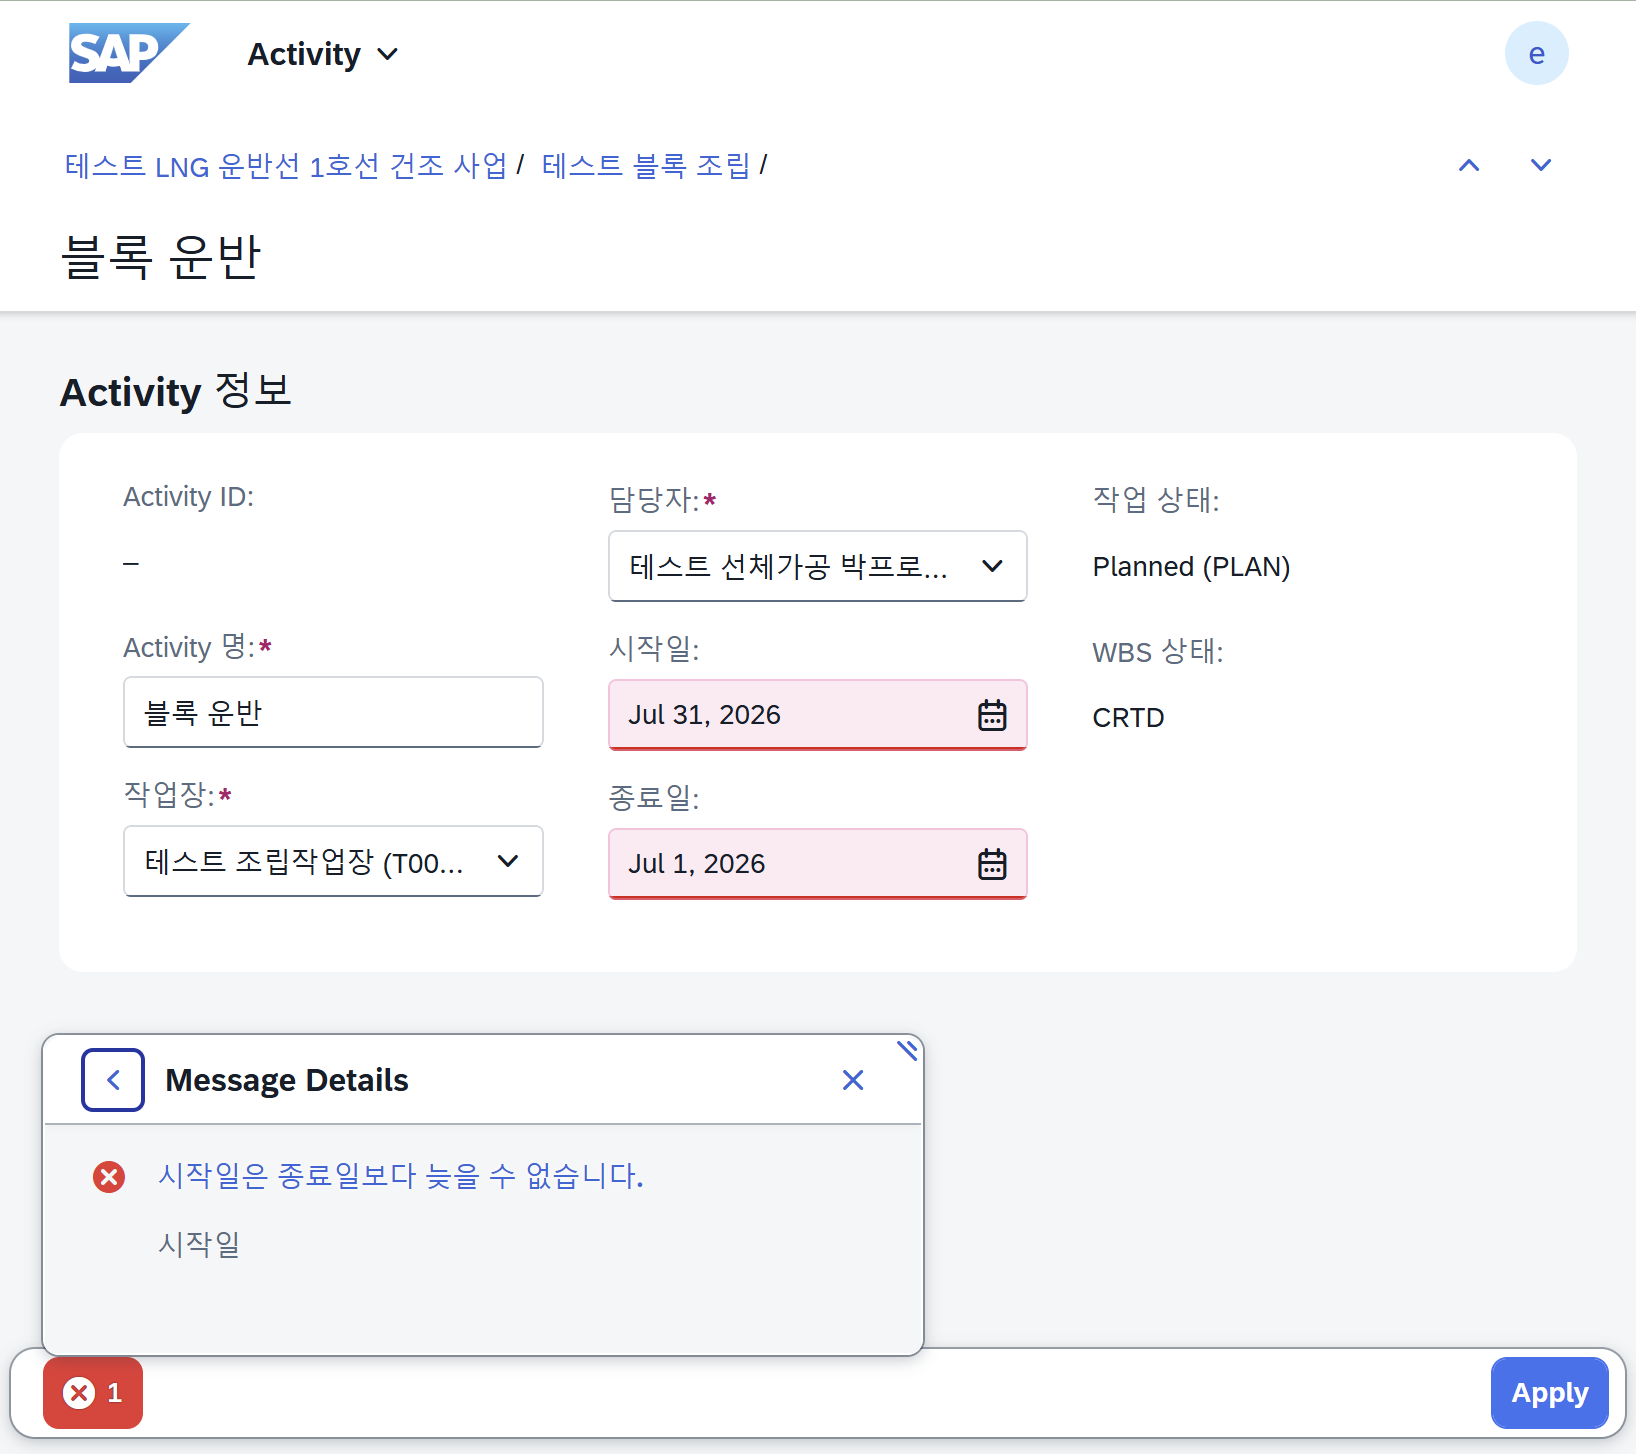 SAP Activity e
테스트 LNG 운반선 1호선 건조 사업 / 테스트 블록 조립 /
블록 운반
Activity 정보
Activity ID:
–
Activity 명:*
블록 운반
작업장:*
테스트 조립작업장 (T00...
담당자:*
테스트 선체가공 박프로...
시작일:
Jul 31, 2026
종료일:
Jul 1, 2026
작업 상태:
Planned (PLAN)
WBS 상태:
CRTD
Message Details
시작일은 종료일보다 늦을 수 없습니다.
시작일
1 Apply